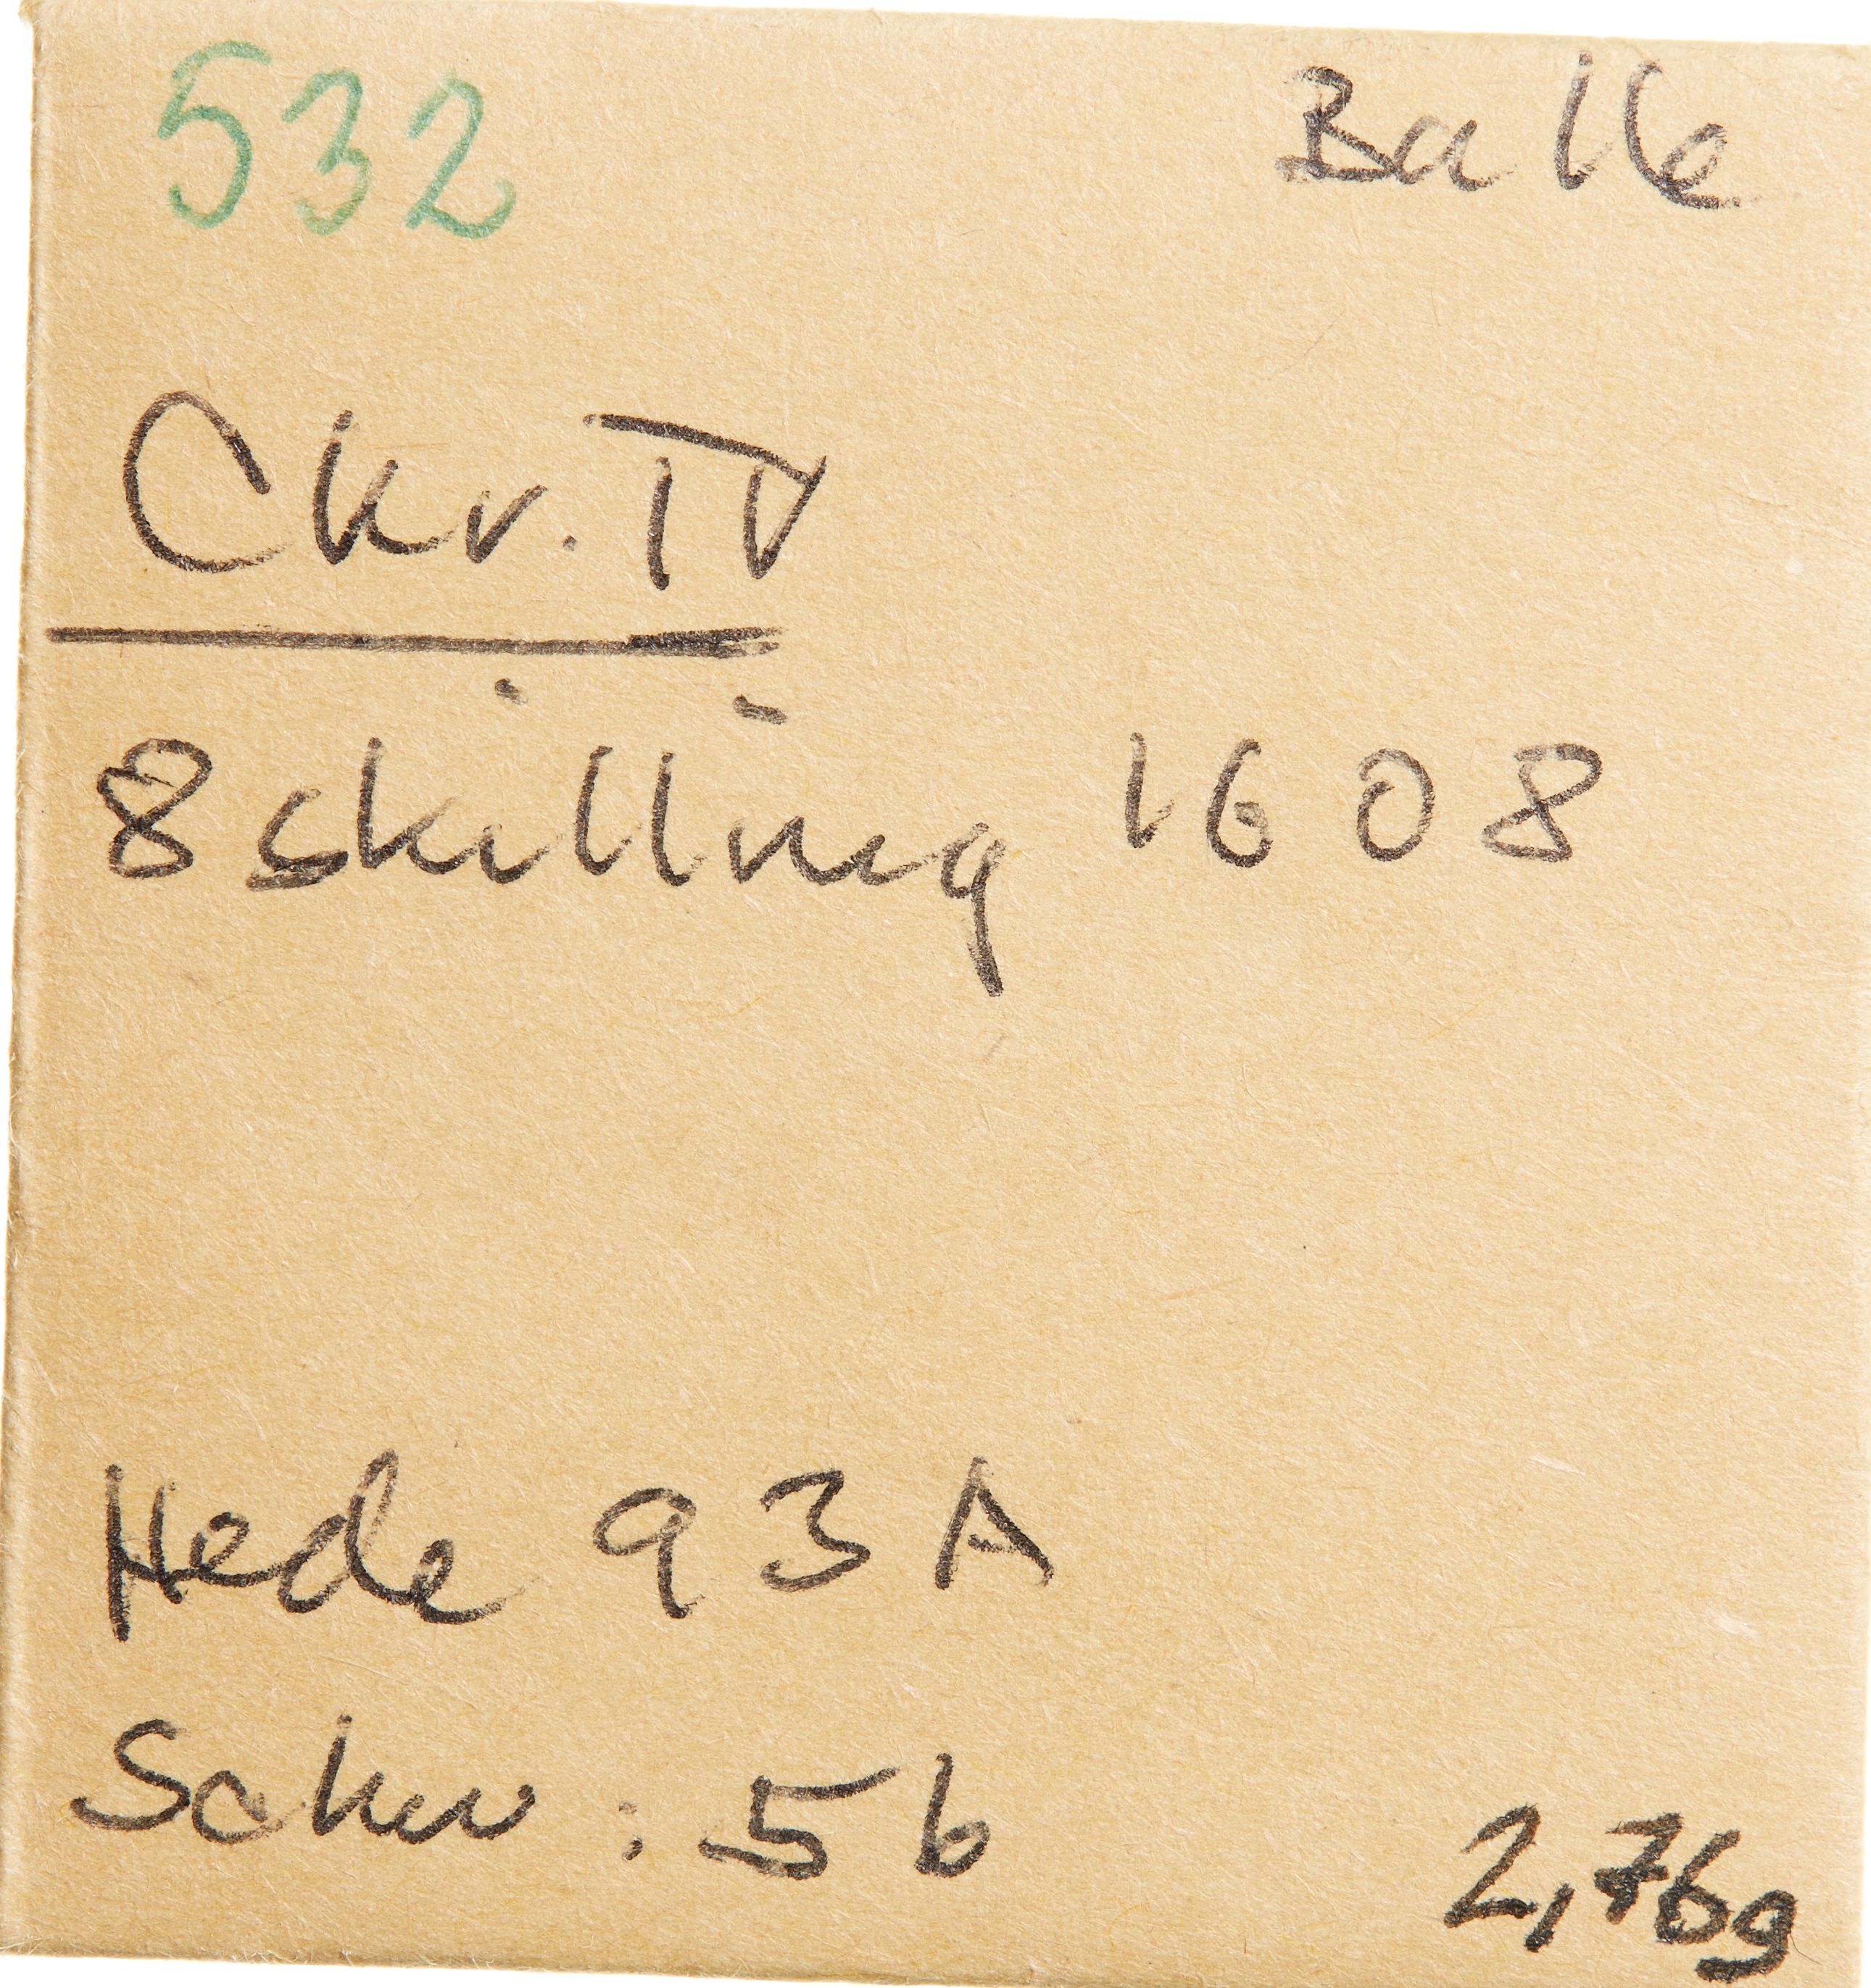 532 Balle
Chr. IV
8 skilling 1608
Hede 93A
Schw: 5b
2,76g